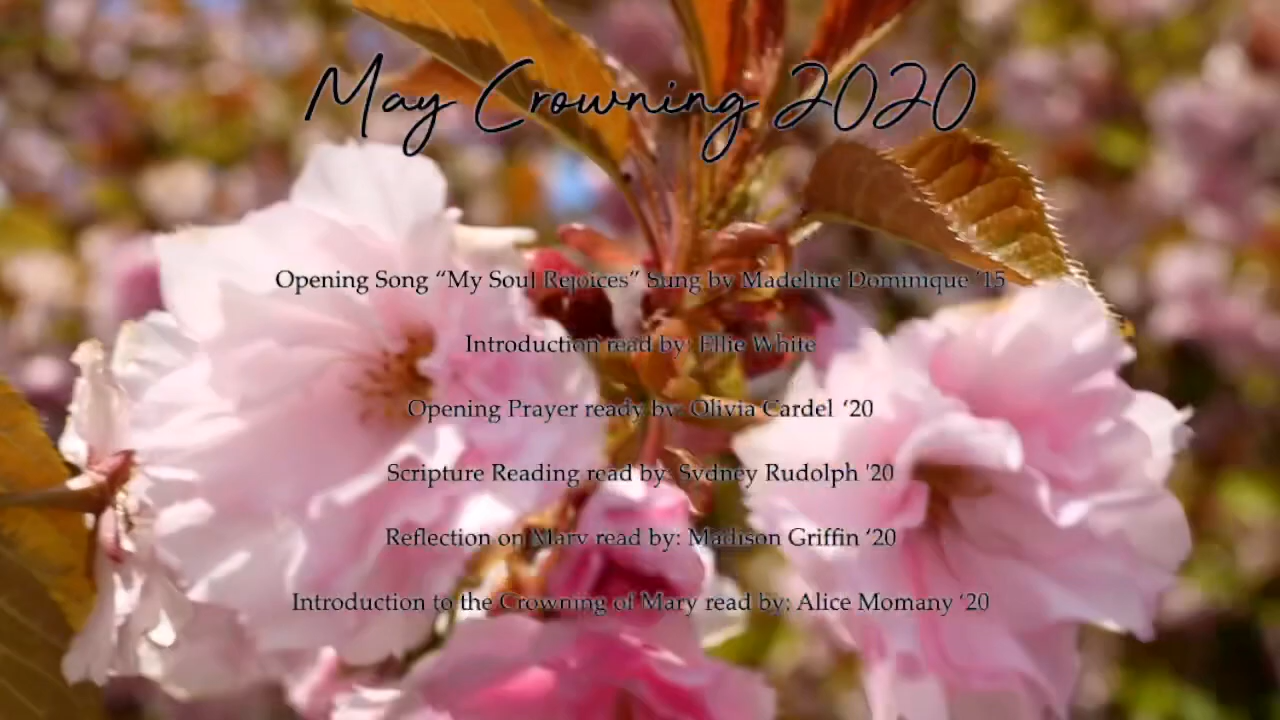 May Crowning 2020
Opening Song “My Soul Rejoices” Sung by Madeline Dominique ‘15
Introduction read by: Ellie White
Opening Prayer ready by: Olivia Cardel ‘20
Scripture Reading read by: Sydney Rudolph '20
Reflection on Mary read by: Madison Griffin ‘20
Introduction to the Crowning of Mary read by: Alice Momany ‘20